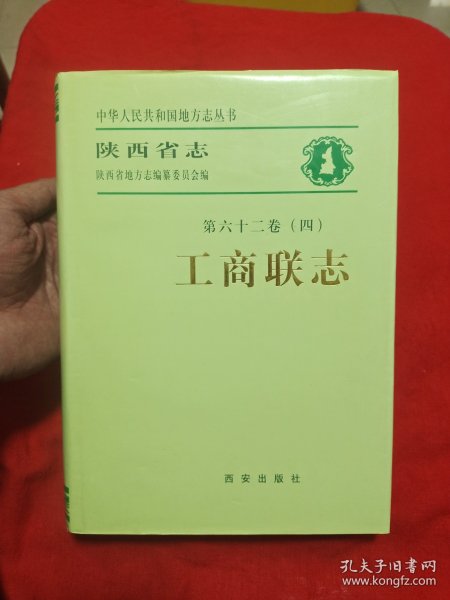 中华人民共和国地方志丛书
陕西省志
陕西省地方志编纂委员会编
第六十二卷（四）
工商联志
西安出版社
孔夫子旧书网
www.kongfz.com